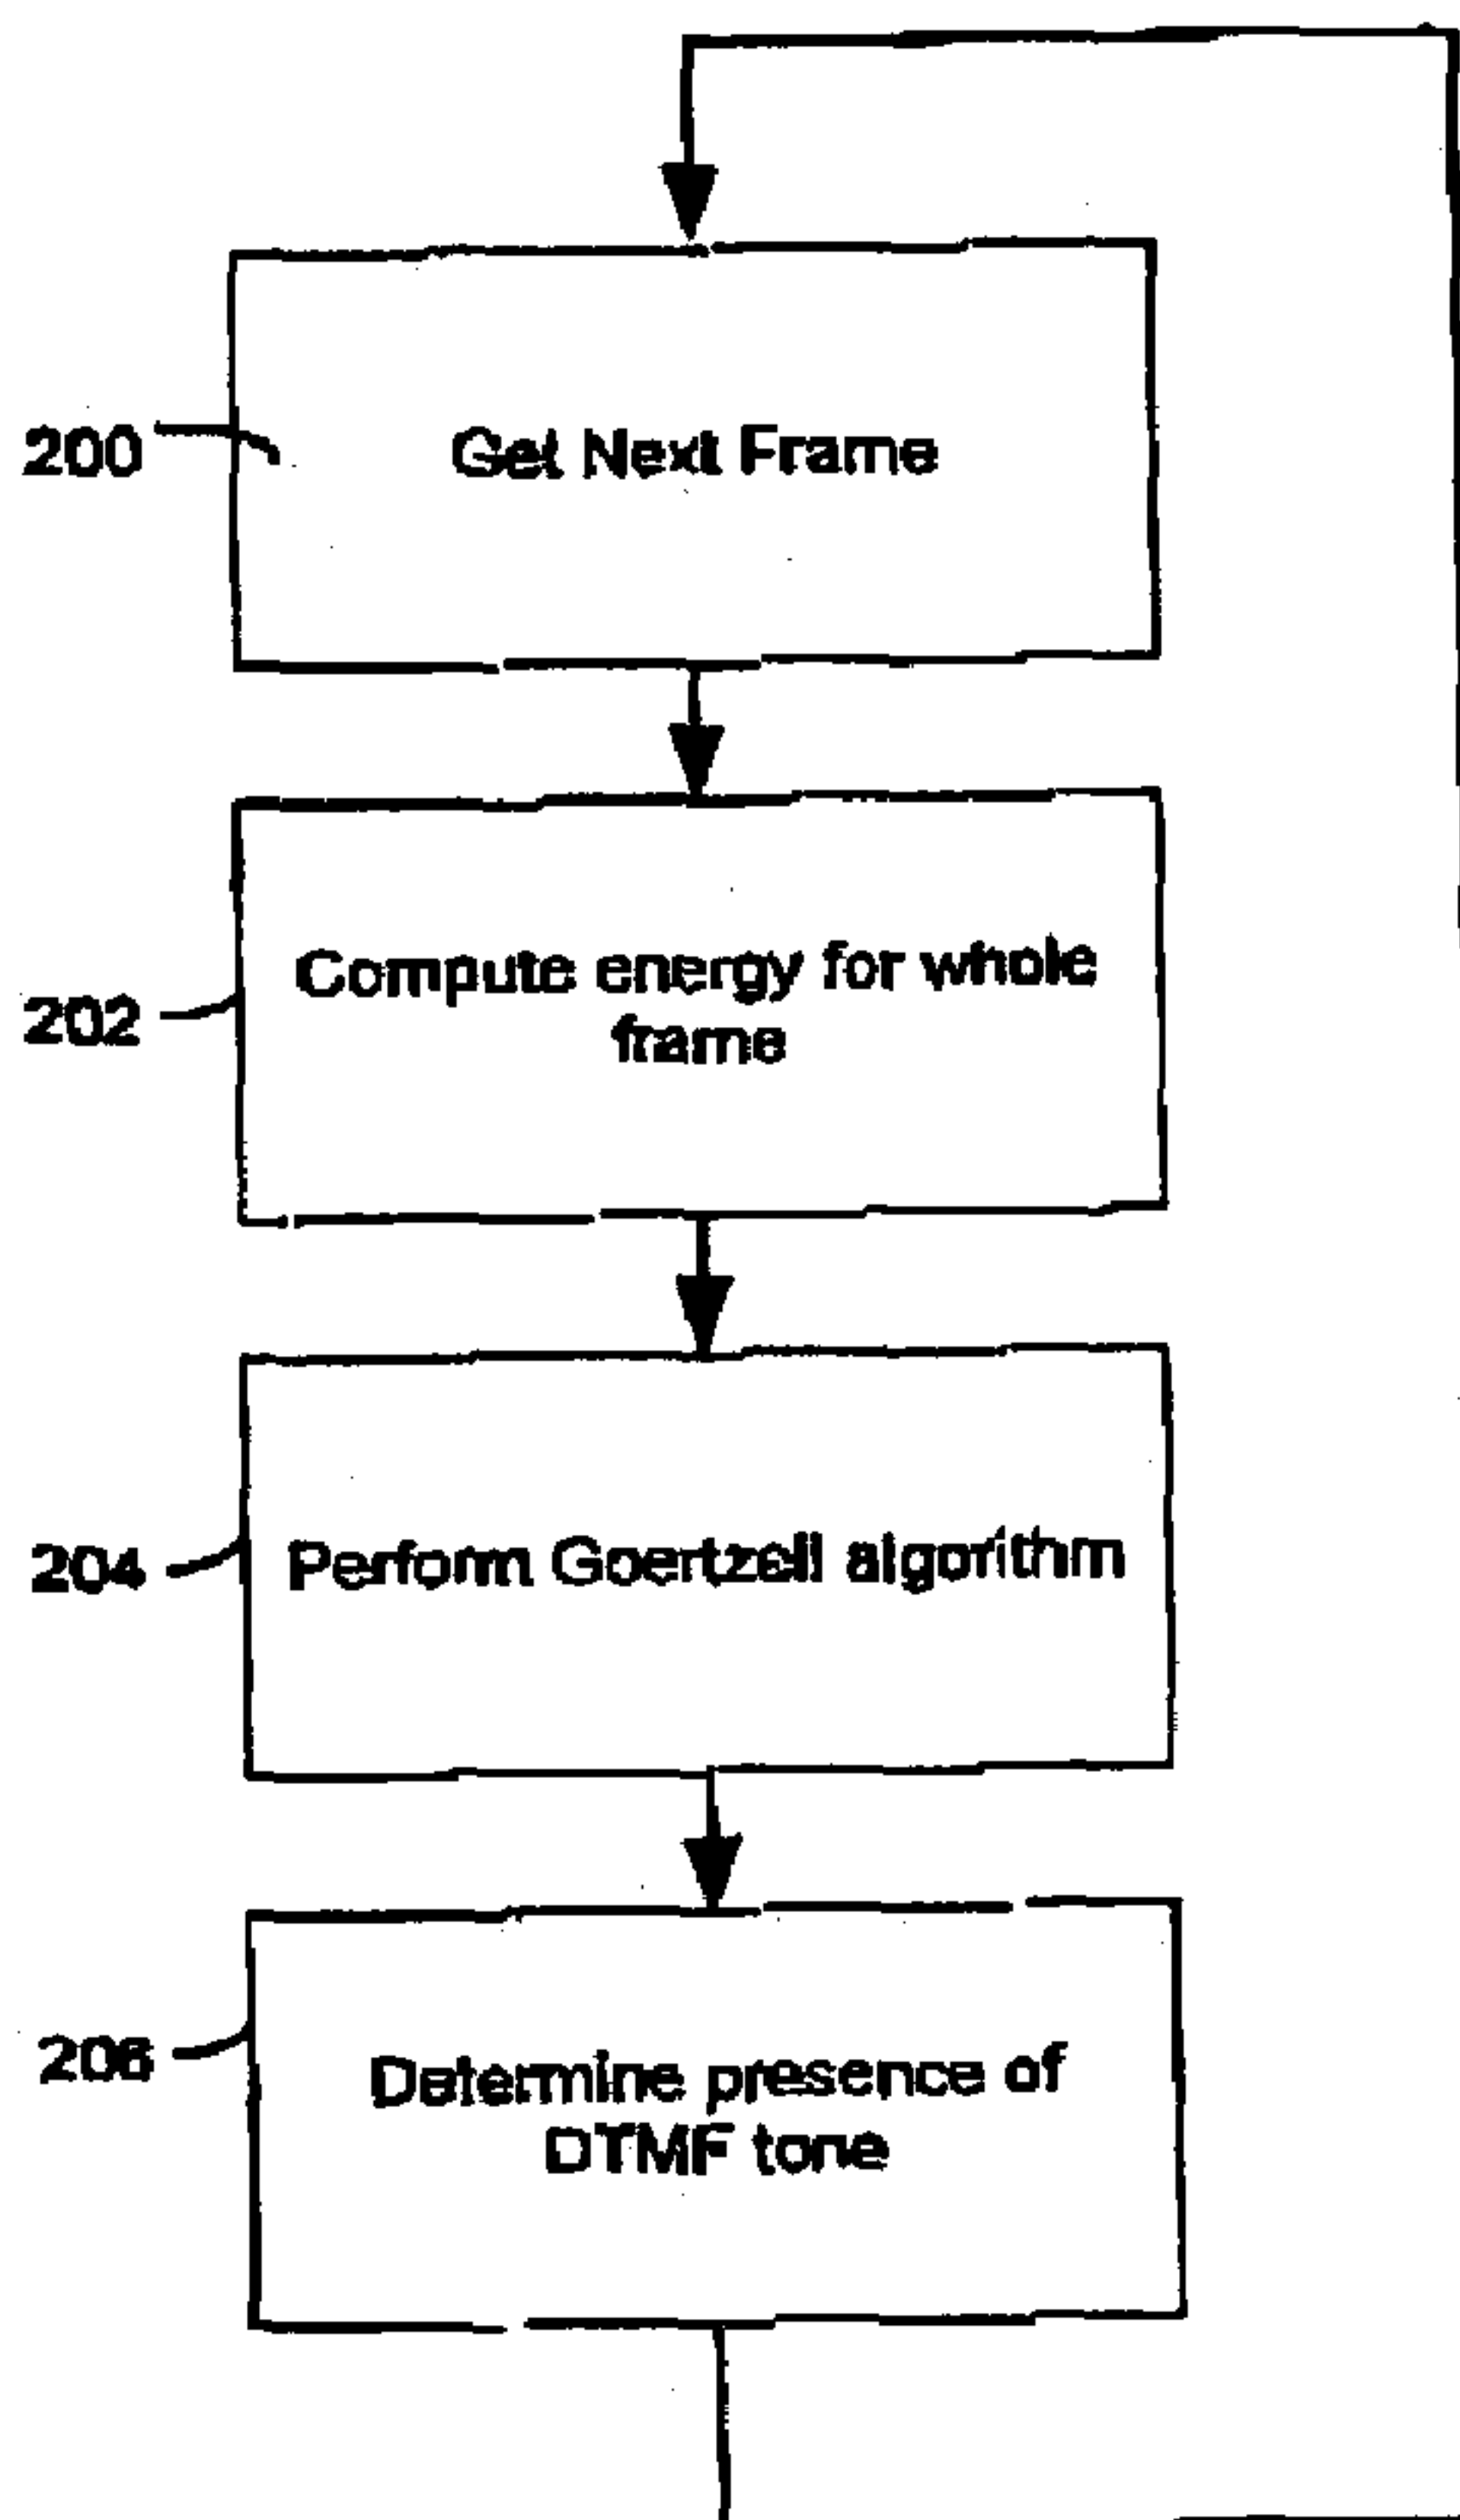 200
Get Next Frame
202
Compute energy for whole
frame
204
Perform Goertzell algorithm
206
Determine presence of
DTMF tone